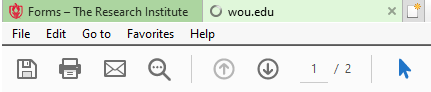 Forms – The Research Institute wou.edu
File Edit Go to Favorites Help
1 / 2